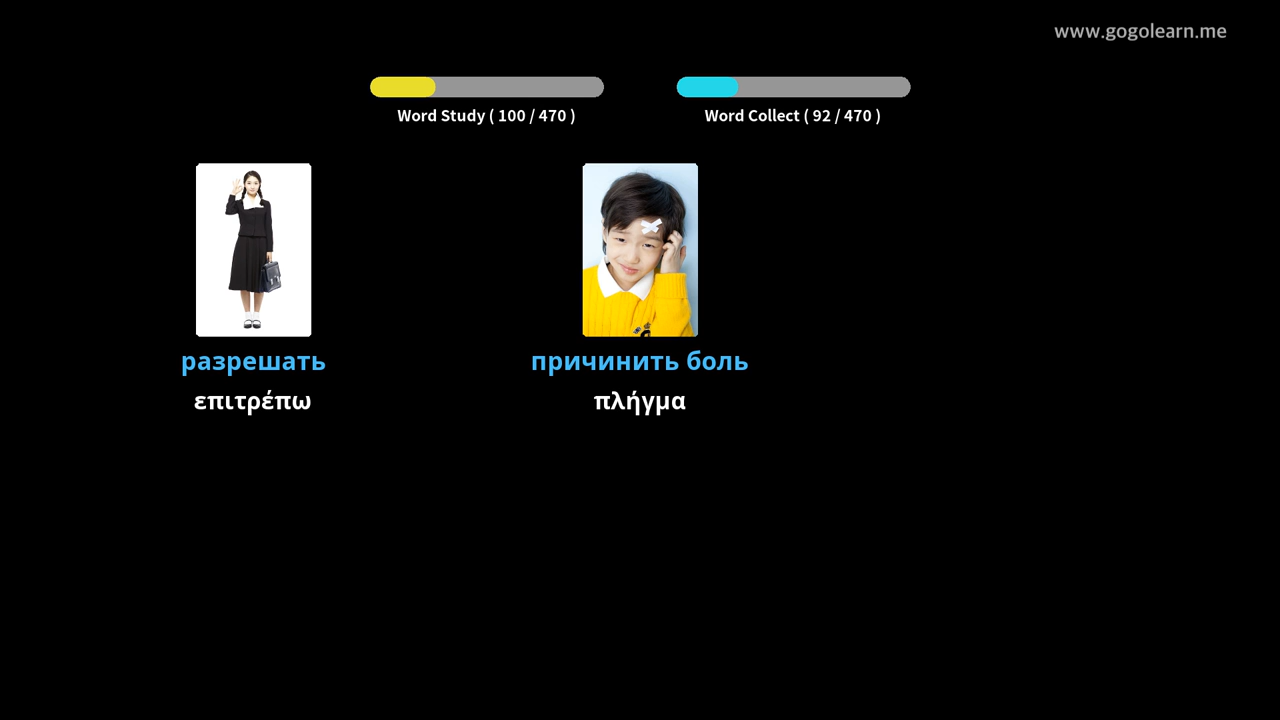 www.gogolearn.me
Word Study ( 100 / 470 )
Word Collect ( 92 / 470 )
разрешать
причинить боль
επιτρέπω
πλήγμα